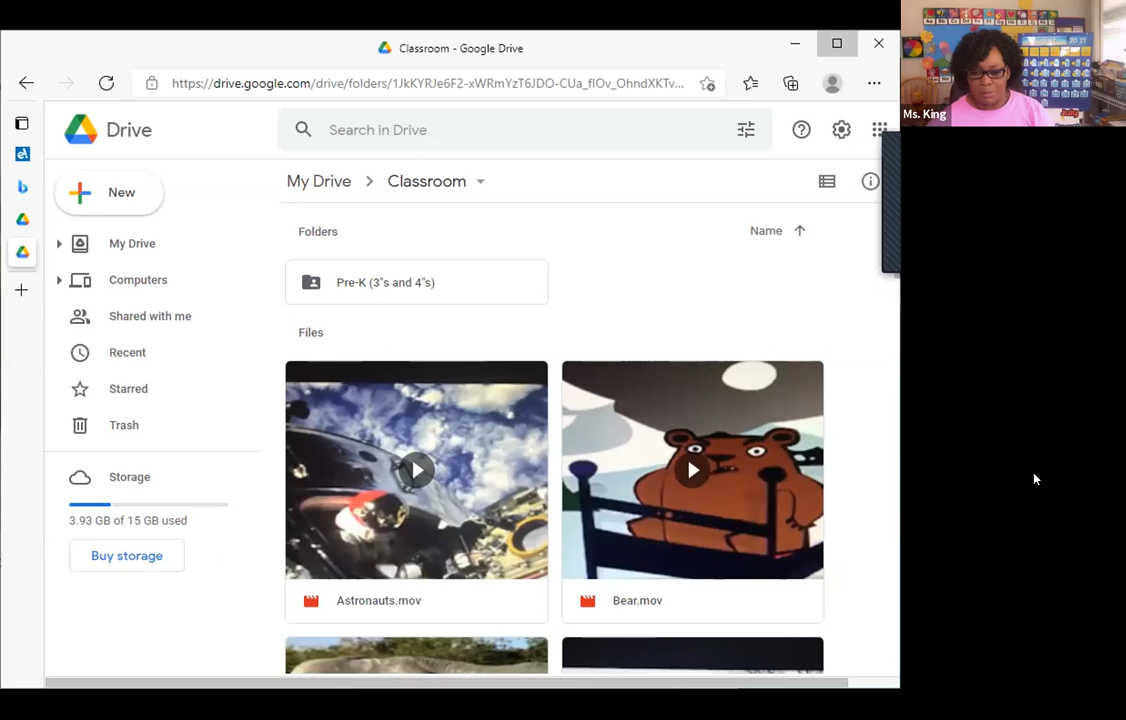 Classroom - Google Drive
https://drive.google.com/drive/folders/1JkKYRJe6F2-xWRmYzT6JDO-CUa_flOv_OhndXKTv...
Ms. King
Drive
Search in Drive
New
My Drive > Classroom
My Drive
Computers
Shared with me
Recent
Starred
Trash
Storage
3.93 GB of 15 GB used
Buy storage
Folders
Name
Pre-K (3"s and 4"s)
Files
Astronauts.mov
Bear.mov